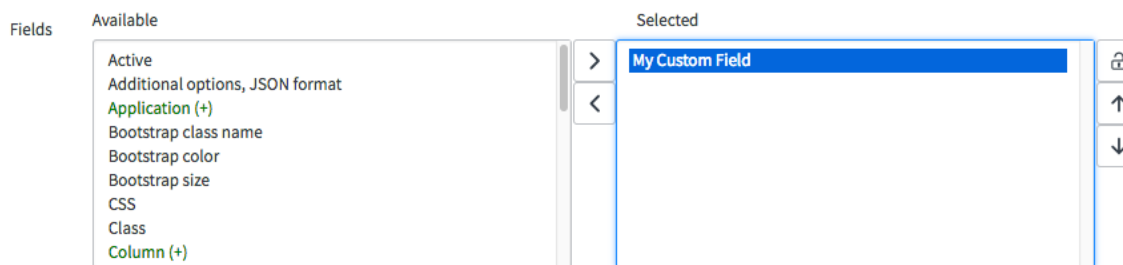 Fields
Available
Selected
Active
Additional options, JSON format
Application (+)
Bootstrap class name
Bootstrap color
Bootstrap size
CSS
Class
Column (+)
My Custom Field